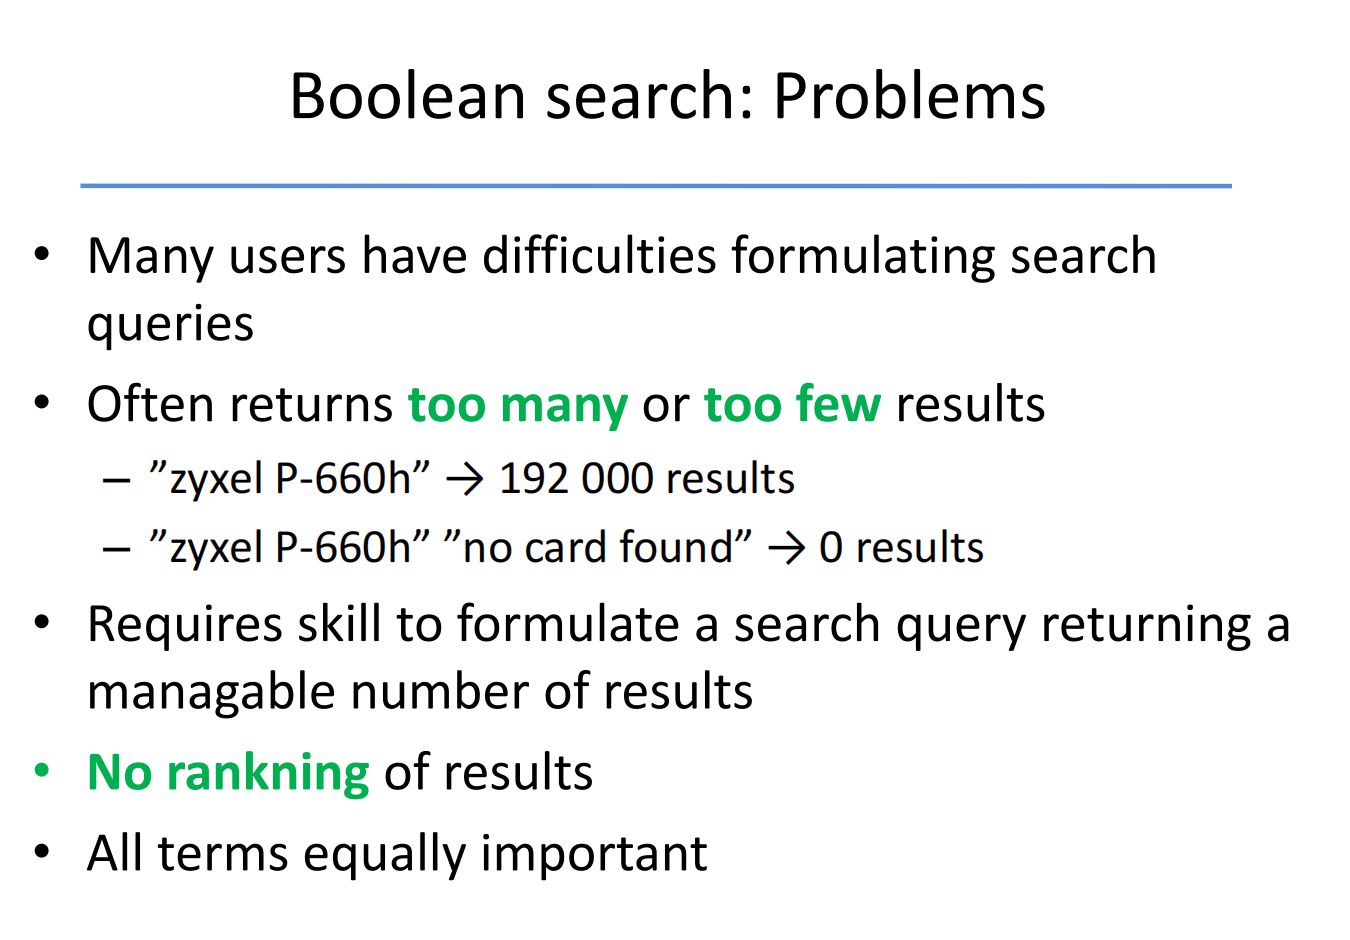 Boolean search: Problems
• Many users have difficulties formulating search
queries
• Often returns too many or too few results
– ”zyxel P-660h” → 192 000 results
– ”zyxel P-660h” ”no card found” → 0 results
• Requires skill to formulate a search query returning a
managable number of results
• No rankning of results
• All terms equally important